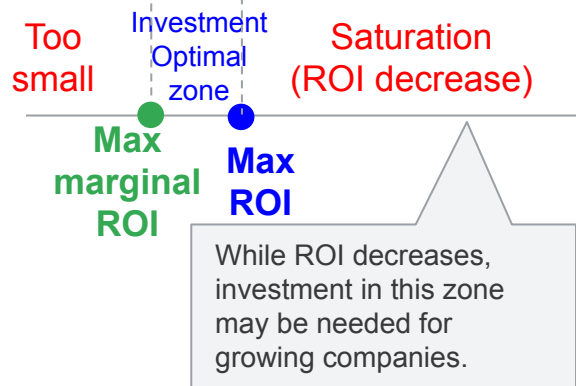 Too
small
Investment
Optimal
zone
Saturation
(ROI decrease)
Max
marginal
ROI
Max
ROI
While ROI decreases,
investment in this zone
may be needed for
growing companies.